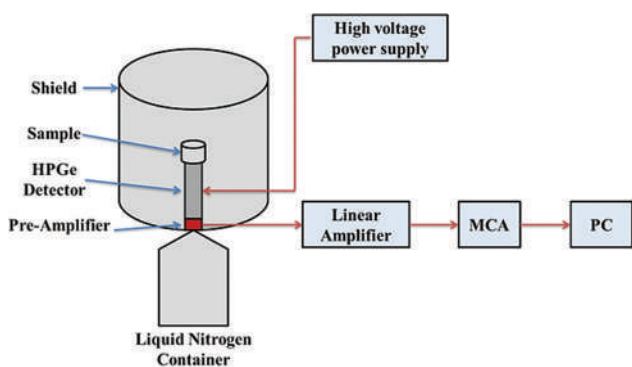 High voltage
power supply
Shield
Sample
HPGe
Detector
Pre-Amplifier
Linear
Amplifier
MCA
PC
Liquid Nitrogen
Container